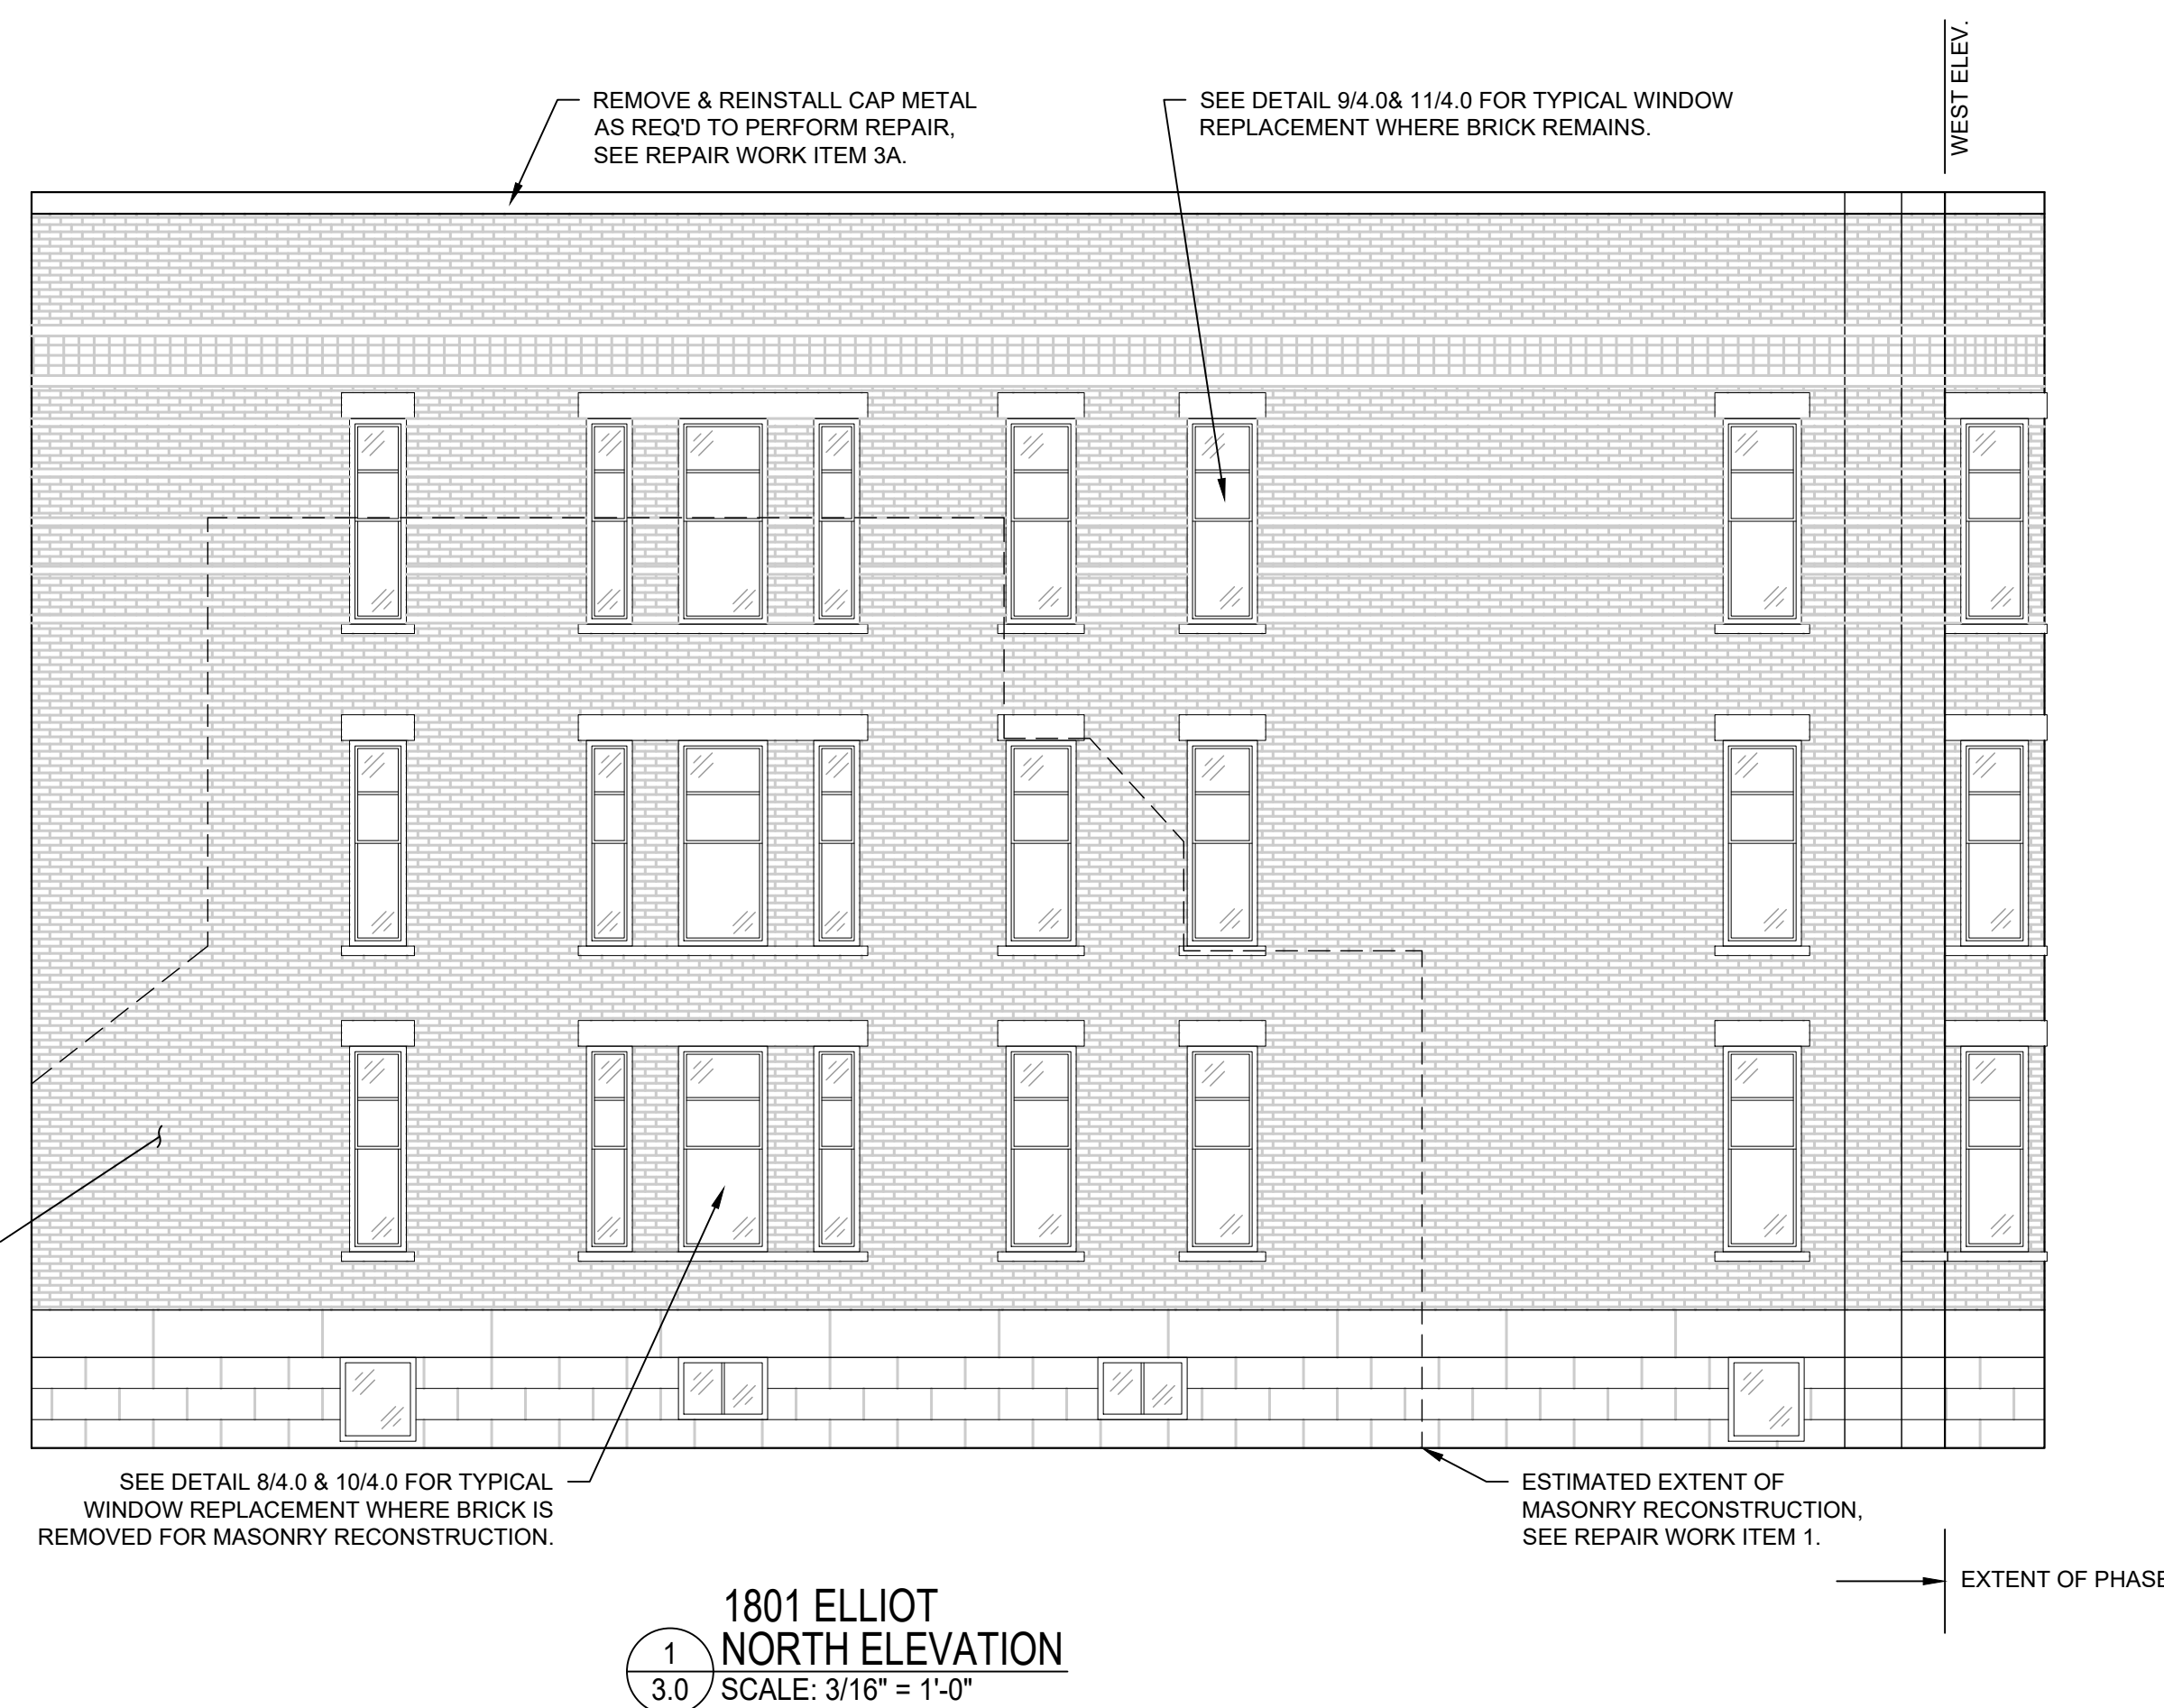 WEST ELEV.
REMOVE & REINSTALL CAP METAL
AS REQ'D TO PERFORM REPAIR,
SEE REPAIR WORK ITEM 3A.
SEE DETAIL 9/4.0& 11/4.0 FOR TYPICAL WINDOW
REPLACEMENT WHERE BRICK REMAINS.
SEE DETAIL 8/4.0 & 10/4.0 FOR TYPICAL
WINDOW REPLACEMENT WHERE BRICK IS
REMOVED FOR MASONRY RECONSTRUCTION.
ESTIMATED EXTENT OF
MASONRY RECONSTRUCTION,
SEE REPAIR WORK ITEM 1.
EXTENT OF PHASE
1801 ELLIOT
NORTH ELEVATION
SCALE: 3/16" = 1'-0"
1
3.0